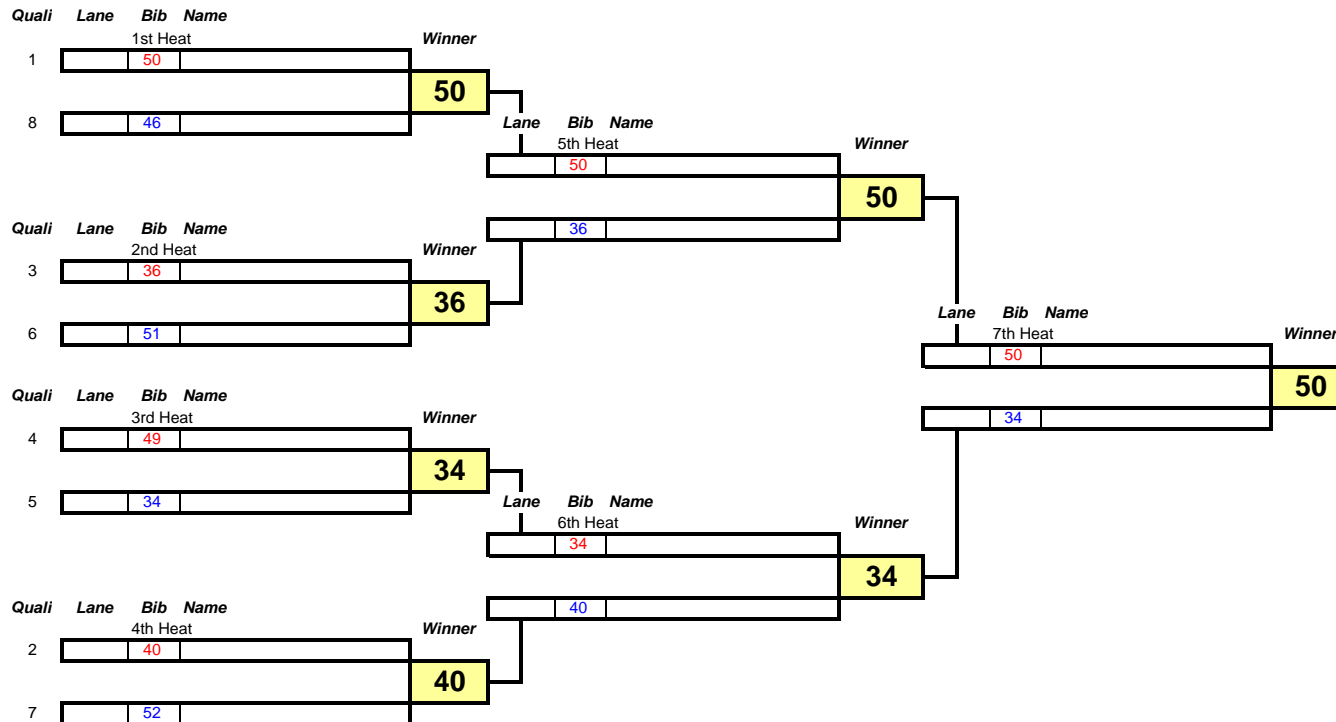 Quali Lane Bib Name
1st Heat Winner
1 50
50
8 46
Lane Bib Name
5th Heat Winner
50
50
36
Quali Lane Bib Name
2nd Heat Winner
3 36
36
6 51
Lane Bib Name
7th Heat Winner
50
50
34
Quali Lane Bib Name
3rd Heat Winner
4 49
34
5 34
Lane Bib Name
6th Heat Winner
34
34
40
Quali Lane Bib Name
4th Heat Winner
2 40
40
7 52